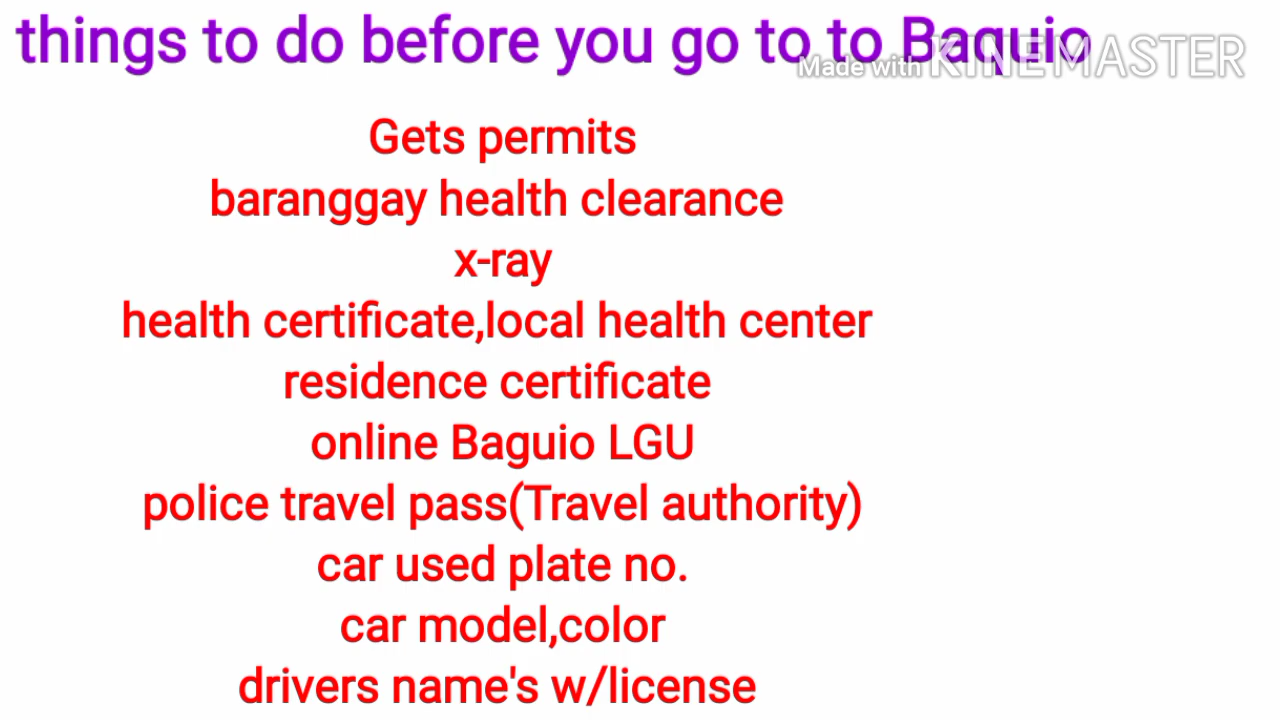 things to do before you go to to Baguio
Made with KINEMASTER
Gets permits
baranggay health clearance
x-ray
health certificate,local health center
residence certificate
online Baguio LGU
police travel pass(Travel authority)
car used plate no.
car model,color
drivers name's w/license